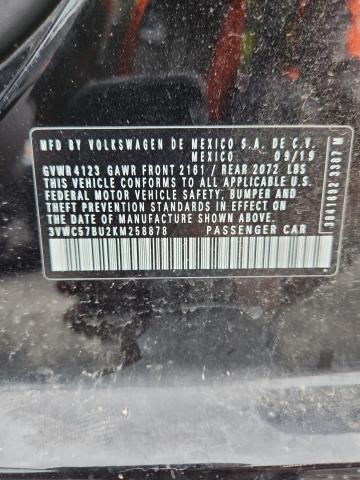 MFD BY VOLKSWAGEN DE MEXICO S.A. DE C.V.
MEXICO 09/19
GVWR4123 GAWR FRONT 2161 / REAR 2072 LBS
THIS VEHICLE CONFORMS TO ALL APPLICABLE U.S.
FEDERAL MOTOR VEHICLE SAFETY, BUMPER AND
THEFT PREVENTION STANDARDS IN EFFECT ON THE
DATE OF MANUFACTURE SHOWN ABOVE
3VWC57BU2KM258878 PASSENGER CAR